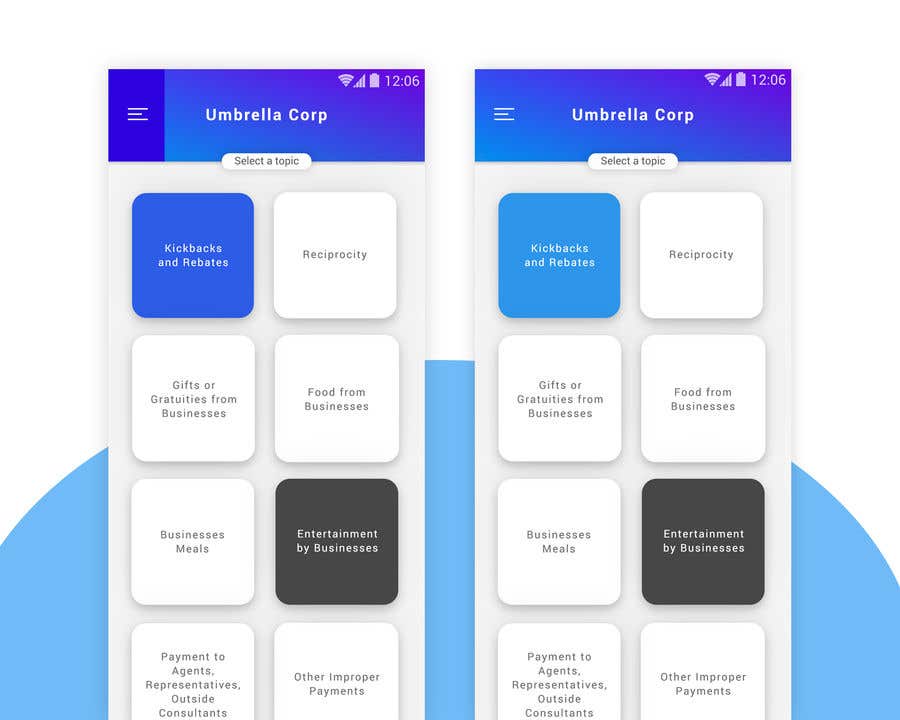 12:06
Umbrella Corp
Select a topic
Kickbacks
and Rebates
Reciprocity
Gifts or
Gratuities from
Businesses
Food from
Businesses
Businesses
Meals
Entertainment
by Businesses
Payment to
Agents,
Representatives,
Outside
Consultants
Other Improper
Payments
12:06
Umbrella Corp
Select a topic
Kickbacks
and Rebates
Reciprocity
Gifts or
Gratuities from
Businesses
Food from
Businesses
Businesses
Meals
Entertainment
by Businesses
Payment to
Agents,
Representatives,
Outside
Consultants
Other Improper
Payments